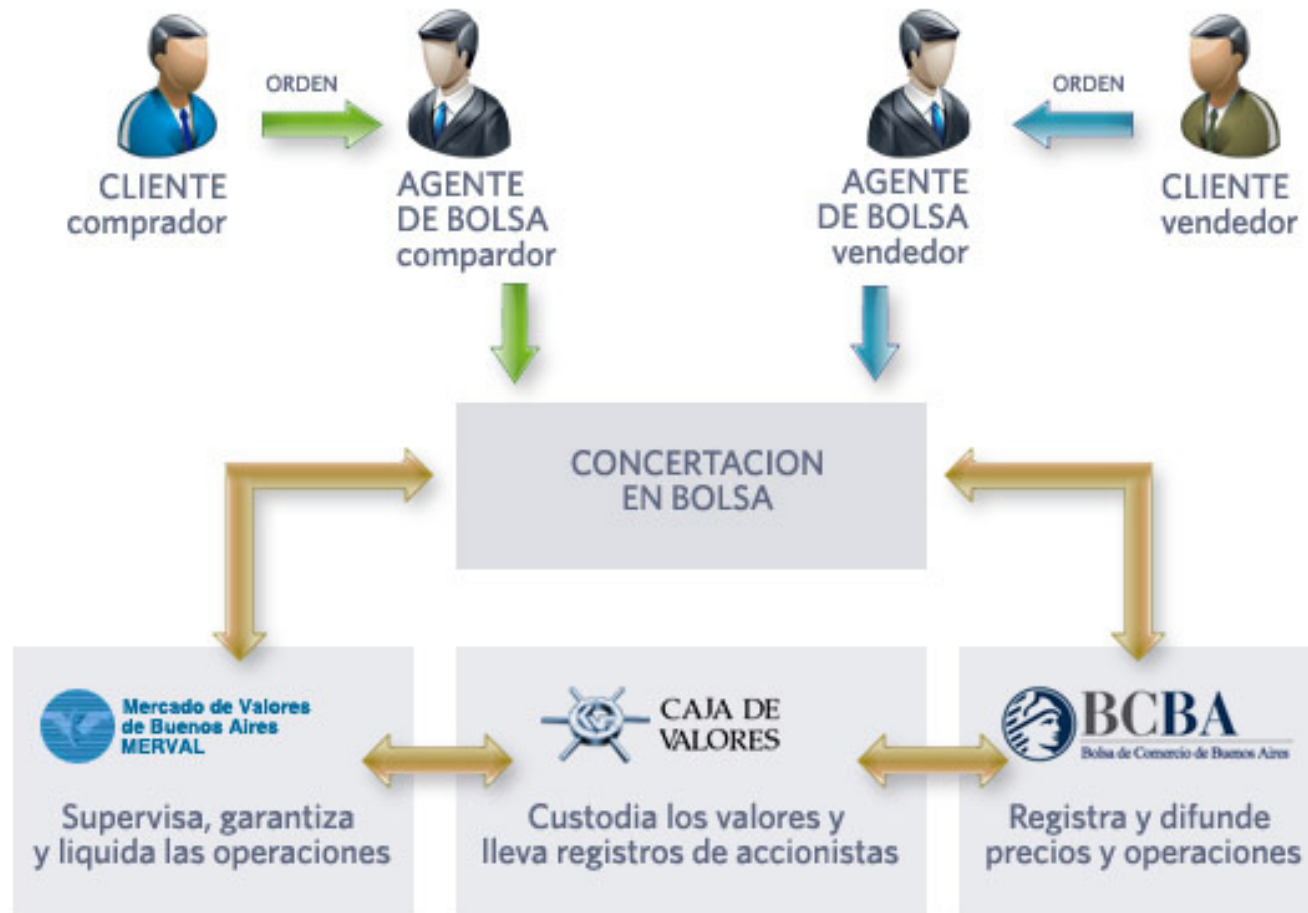 ORDEN
ORDEN
CLIENTE
comprador
AGENTE
DE BOLSA
compardor
AGENTE
DE BOLSA
vendedor
CLIENTE
vendedor
CONCERTACION
EN BOLSA
Mercado de Valores
de Buenos Aires
MERVAL
Supervisa, garantiza
y liquida las operaciones
CAJA DE
VALORES
Custodia los valores y
lleva registros de accionistas
BCBA
Bolsa de Comercio de Buenos Aires
Registra y difunde
precios y operaciones